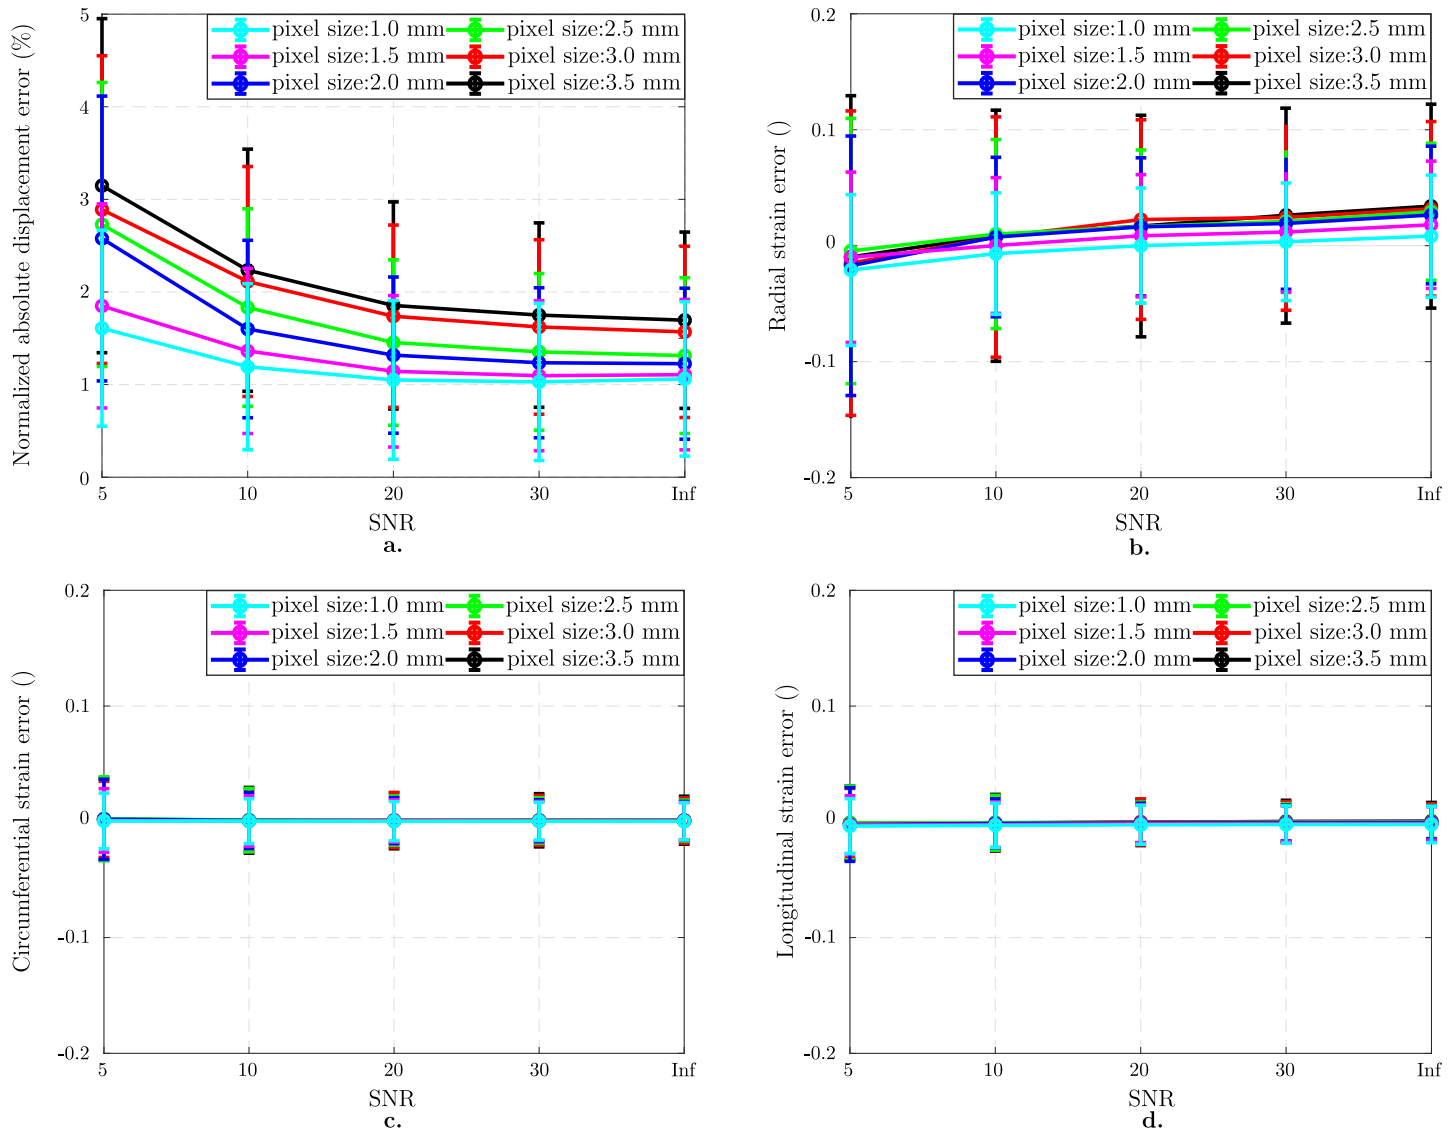 Normalized absolute displacement error (%)
5
4
3
2
1
0
pixel size:1.0 mm
pixel size:2.5 mm
pixel size:1.5 mm
pixel size:3.0 mm
pixel size:2.0 mm
pixel size:3.5 mm
5 10 20 30 Inf
SNR
a.
Radial strain error ()
0.2
0.1
0
-0.1
-0.2
pixel size:1.0 mm
pixel size:2.5 mm
pixel size:1.5 mm
pixel size:3.0 mm
pixel size:2.0 mm
pixel size:3.5 mm
5 10 20 30 Inf
SNR
b.
Circumferential strain error ()
0.2
0.1
0
-0.1
-0.2
pixel size:1.0 mm
pixel size:2.5 mm
pixel size:1.5 mm
pixel size:3.0 mm
pixel size:2.0 mm
pixel size:3.5 mm
5 10 20 30 Inf
SNR
c.
Longitudinal strain error ()
0.2
0.1
0
-0.1
-0.2
pixel size:1.0 mm
pixel size:2.5 mm
pixel size:1.5 mm
pixel size:3.0 mm
pixel size:2.0 mm
pixel size:3.5 mm
5 10 20 30 Inf
SNR
d.